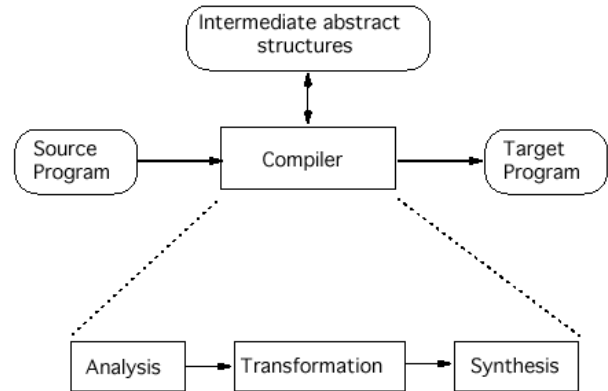 Intermediate abstract
structures
Source
Program
Compiler
Target
Program
Analysis
Transformation
Synthesis